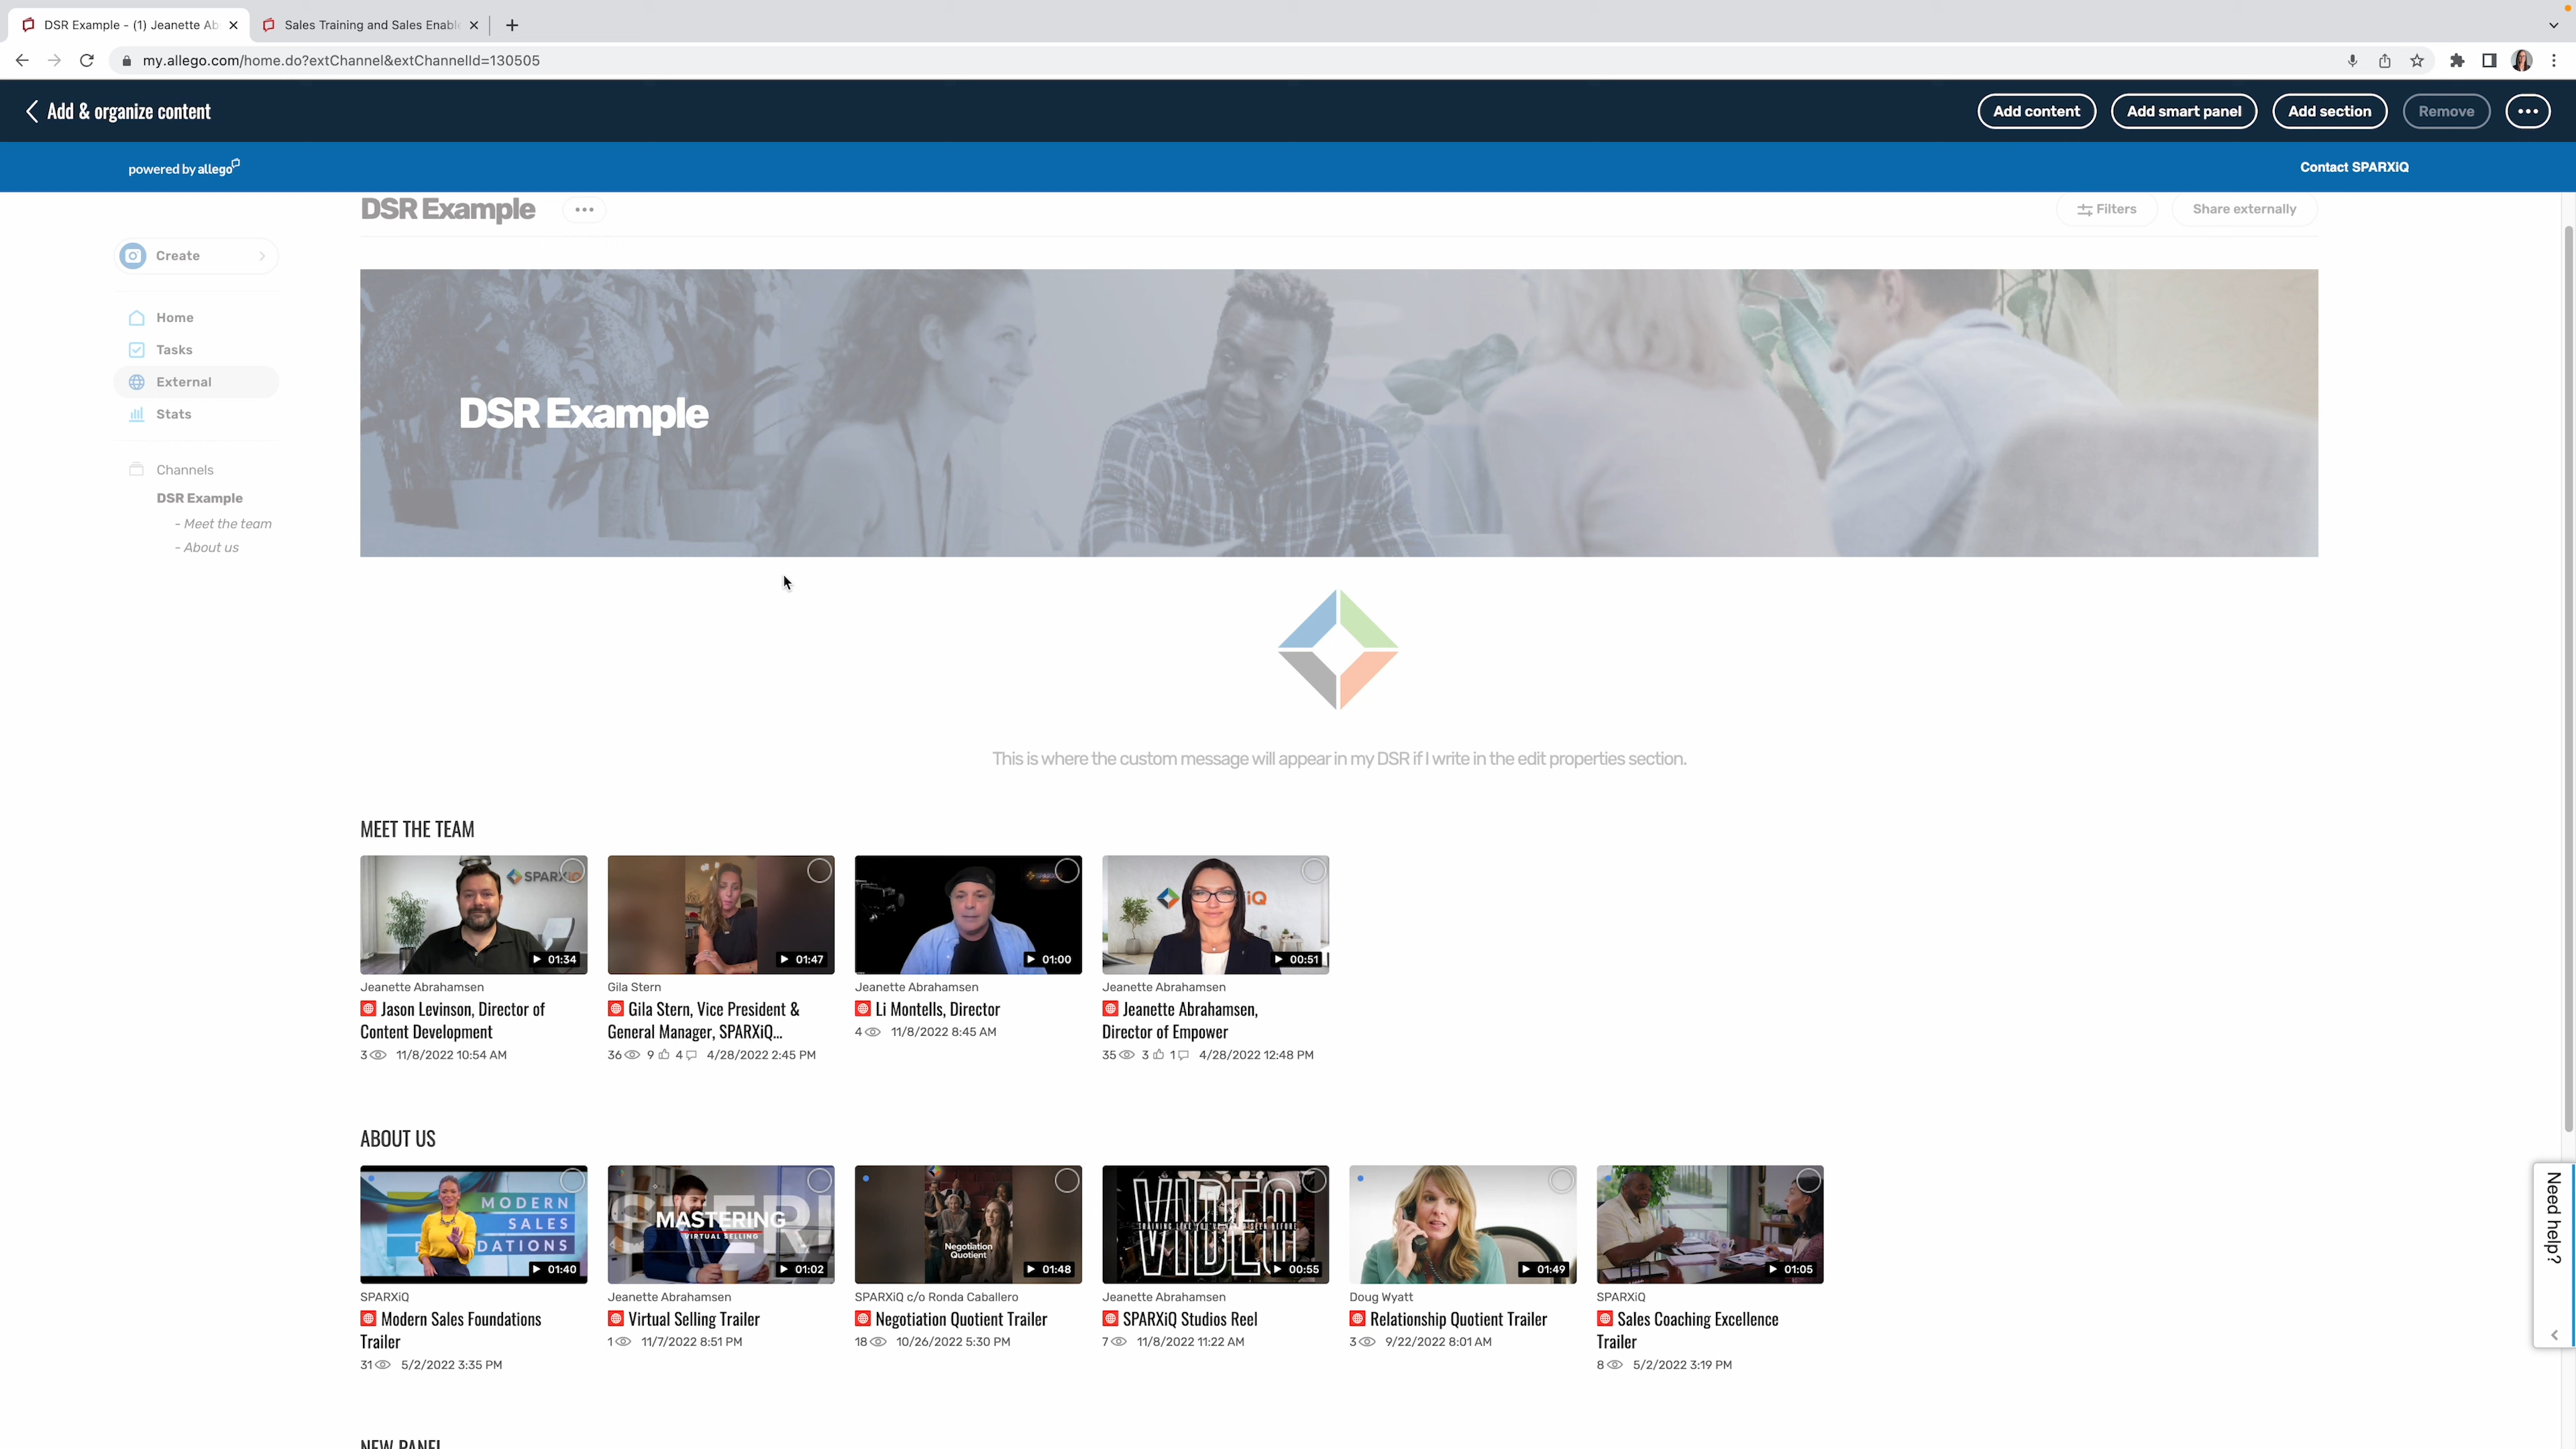 DSR Example - (1) Jeanette Ab
Sales Training and Sales Enabl
my.allego.com/home.do?extChannel&extChannelId=130505
Add & organize content
Add content
Add smart panel
Add section
Remove
powered by allego
Contact SPARXiQ
DSR Example
Filters
Share externally
Create
Home
Tasks
External
Stats
Channels
DSR Example
- Meet the team
- About us
DSR Example
This is where the custom message will appear in my DSR if I write in the edit properties section.
MEET THE TEAM
SPARXiQ
01:34
Jeanette Abrahamsen
Jason Levinson, Director of
Content Development
3 11/8/2022 10:54 AM
01:47
Gila Stern
Gila Stern, Vice President &
General Manager, SPARXiQ...
36 9 4 4/28/2022 2:45 PM
01:00
Jeanette Abrahamsen
Li Montells, Director
4 11/8/2022 8:45 AM
iQ
00:51
Jeanette Abrahamsen
Jeanette Abrahamsen,
Director of Empower
35 3 1 4/28/2022 12:48 PM
ABOUT US
MODERN
SALES
F DATIONS
01:40
SPARXiQ
Modern Sales Foundations
Trailer
31 5/2/2022 3:35 PM
MASTERING
VIRTUAL SELLING
01:02
Jeanette Abrahamsen
Virtual Selling Trailer
1 11/7/2022 8:51 PM
Negotiation
Quotient
01:48
SPARXiQ c/o Ronda Caballero
Negotiation Quotient Trailer
18 10/26/2022 5:30 PM
VIDEO
00:55
Jeanette Abrahamsen
SPARXiQ Studios Reel
7 11/8/2022 11:22 AM
01:49
Doug Wyatt
Relationship Quotient Trailer
3 9/22/2022 8:01 AM
01:05
SPARXiQ
Sales Coaching Excellence
Trailer
8 5/2/2022 3:19 PM
NEW PANEL
Need help?